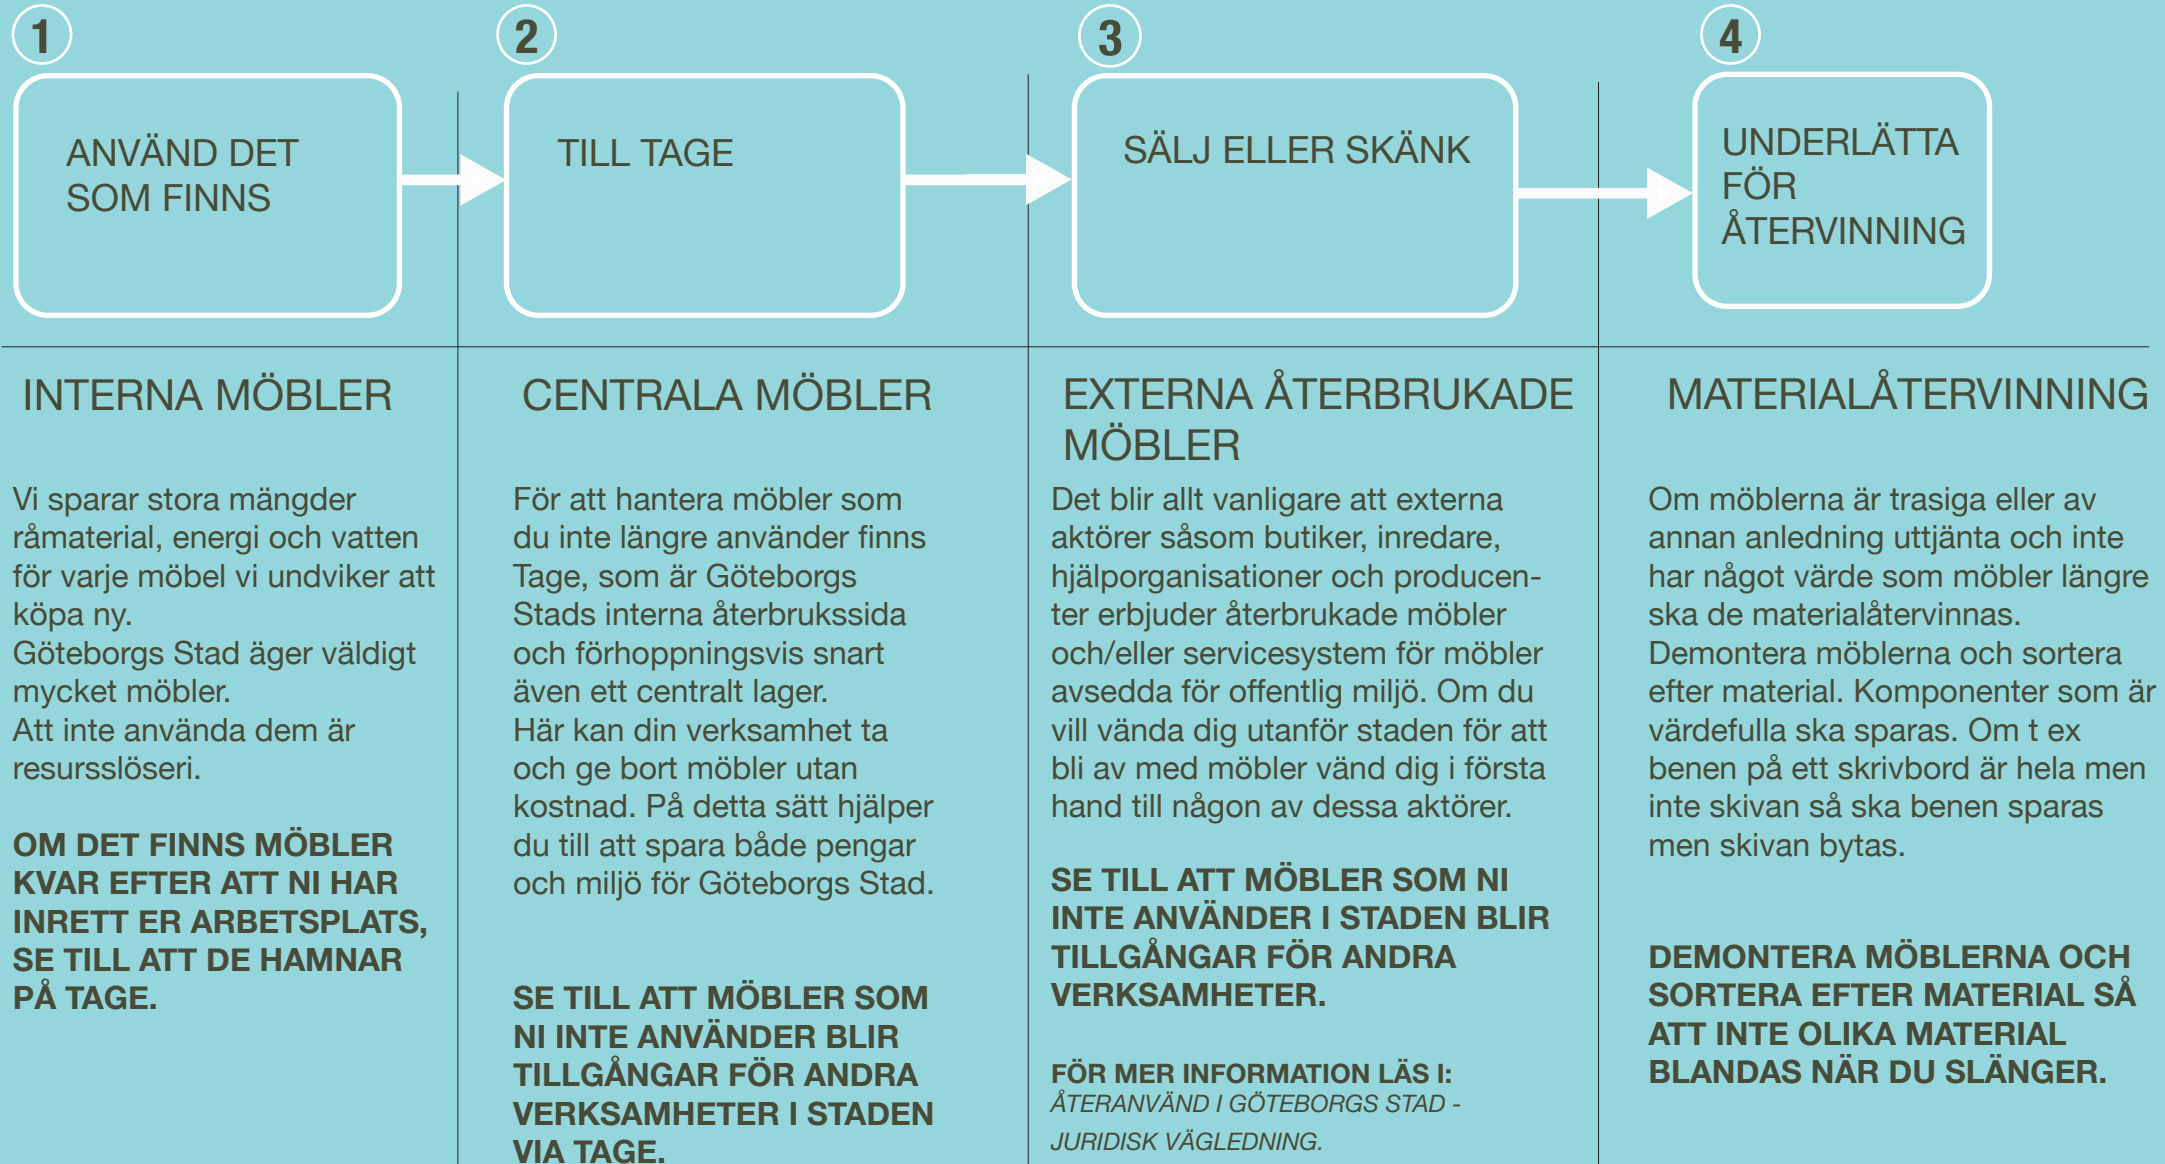 1
ANVÄND DET
SOM FINNS
2
TILL TAGE
3
SÄLJ ELLER SKÄNK
4
UNDERLÄTTA
FÖR
ÅTERVINNING
INTERNA MÖBLER
Vi sparar stora mängder
råmaterial, energi och vatten
för varje möbel vi undviker att
köpa ny.
Göteborgs Stad äger väldigt
mycket möbler.
Att inte använda dem är
resursslöseri.
OM DET FINNS MÖBLER
KVAR EFTER ATT NI HAR
INRETT ER ARBETSPLATS,
SE TILL ATT DE HAMNAR
PÅ TAGE.
CENTRALA MÖBLER
För att hantera möbler som
du inte längre använder finns
Tage, som är Göteborgs
Stads interna återbrukssida
och förhoppningsvis snart
även ett centralt lager.
Här kan din verksamhet ta
och ge bort möbler utan
kostnad. På detta sätt hjälper
du till att spara både pengar
och miljö för Göteborgs Stad.
SE TILL ATT MÖBLER SOM
NI INTE ANVÄNDER BLIR
TILLGÅNGAR FÖR ANDRA
VERKSAMHETER I STADEN
VIA TAGE.
EXTERNA ÅTERBRUKADE
MÖBLER
Det blir allt vanligare att externa
aktörer såsom butiker, inredare,
hjälporganisationer och producen-
ter erbjuder återbrukade möbler
och/eller servicesystem för möbler
avsedda för offentlig miljö. Om du
vill vända dig utanför staden för att
bli av med möbler vänd dig i första
hand till någon av dessa aktörer.
SE TILL ATT MÖBLER SOM NI
INTE ANVÄNDER I STADEN BLIR
TILLGÅNGAR FÖR ANDRA
VERKSAMHETER.
FÖR MER INFORMATION LÄS I:
ÅTERANVÄND I GÖTEBORGS STAD -
JURIDISK VÄGLEDNING.
MATERIALÅTERVINNING
Om möblerna är trasiga eller av
annan anledning uttjänta och inte
har något värde som möbler längre
ska de materialåtervinnas.
Demontera möblerna och sortera
efter material. Komponenter som är
värdefulla ska sparas. Om t ex
benen på ett skrivbord är hela men
inte skivan så ska benen sparas
men skivan bytas.
DEMONTERA MÖBLERNA OCH
SORTERA EFTER MATERIAL SÅ
ATT INTE OLIKA MATERIAL
BLANDAS NÄR DU SLÄNGER.